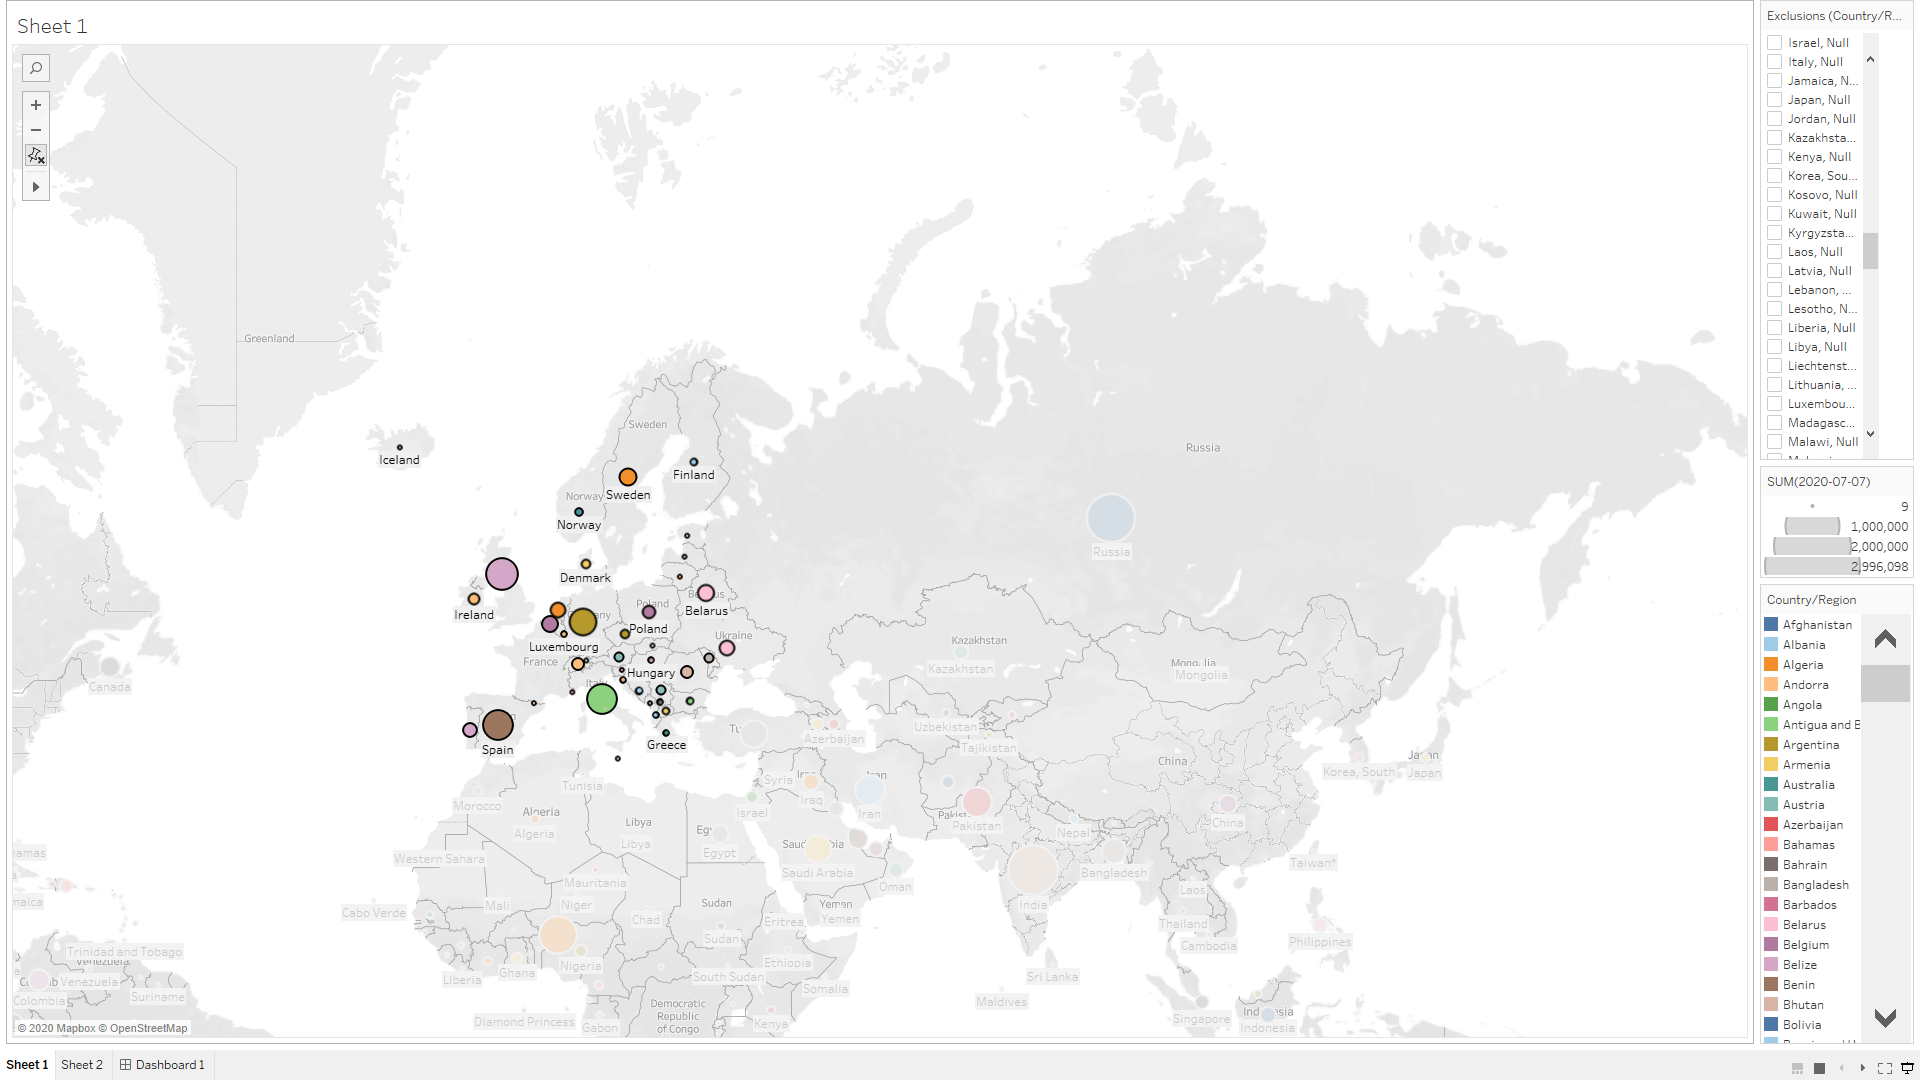 Sheet 1
Greenland
Iceland
Sweden
Finland
Sweden
Norway
Norway
Russia
Russia
Denmark
Ireland
Belarus
Poland
Ukraine
Luxembourg
France
Hungary
Spain
Greece
Kazakhstan
Kazakhstan
Mongolia
Mongolia
Canada
Uzbekistan
Azerbaijan
Tajikistan
China
Japan
Korea, South
Japan
Tunisia
Syria
Iraq
Iran
Iran
Israel
Morocco
Algeria
Algeria
Libya
Libya
Egypt
Pakistan
Nepal
China
Saudi Arabia
Western Sahara
Bangladesh
Taiwan*
Oman
Mauritania
Laos
Mali
Niger
Sudan
Yemen
Yemen
India
Cabo Verde
Chad
Eritrea
Thailand
Sudan
Cambodia
Philippines
Trinidad and Tobago
Venezuela
Venezuela
Ghana
Nigeria
Ethiopia
South Sudan
Liberia
Sri Lanka
Somalia
Suriname
Colombia
Maldives
Democratic
Republic
of Congo
Diamond Princess
Gabon
Kenya
Singapore
Indonesia
Indonesia
© 2020 Mapbox © OpenStreetMap
Exclusions (Country/R...
Israel, Null
Italy, Null
Jamaica, N...
Japan, Null
Jordan, Null
Kazakhsta...
Kenya, Null
Korea, Sou...
Kosovo, Null
Kuwait, Null
Kyrgyzsta...
Laos, Null
Latvia, Null
Lebanon, ...
Lesotho, N...
Liberia, Null
Libya, Null
Liechtenst...
Lithuania, ...
Luxembou...
Madagasc...
Malawi, Null
SUM(2020-07-07)
9
1,000,000
2,000,000
2,996,098
Country/Region
Afghanistan
Albania
Algeria
Andorra
Angola
Antigua and B
Argentina
Armenia
Australia
Austria
Azerbaijan
Bahamas
Bahrain
Bangladesh
Barbados
Belarus
Belgium
Belize
Benin
Bhutan
Bolivia
Sheet 1 Sheet 2 Dashboard 1